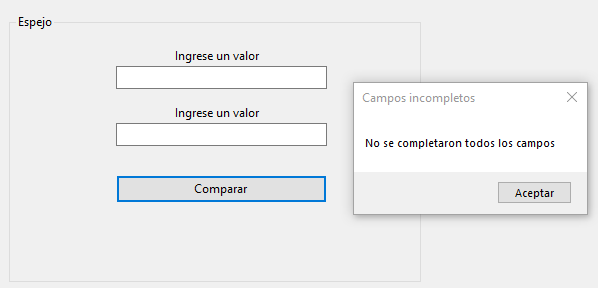 Espejo
Ingrese un valor
Ingrese un valor
Comparar
Campos incompletos
No se completaron todos los campos
Aceptar